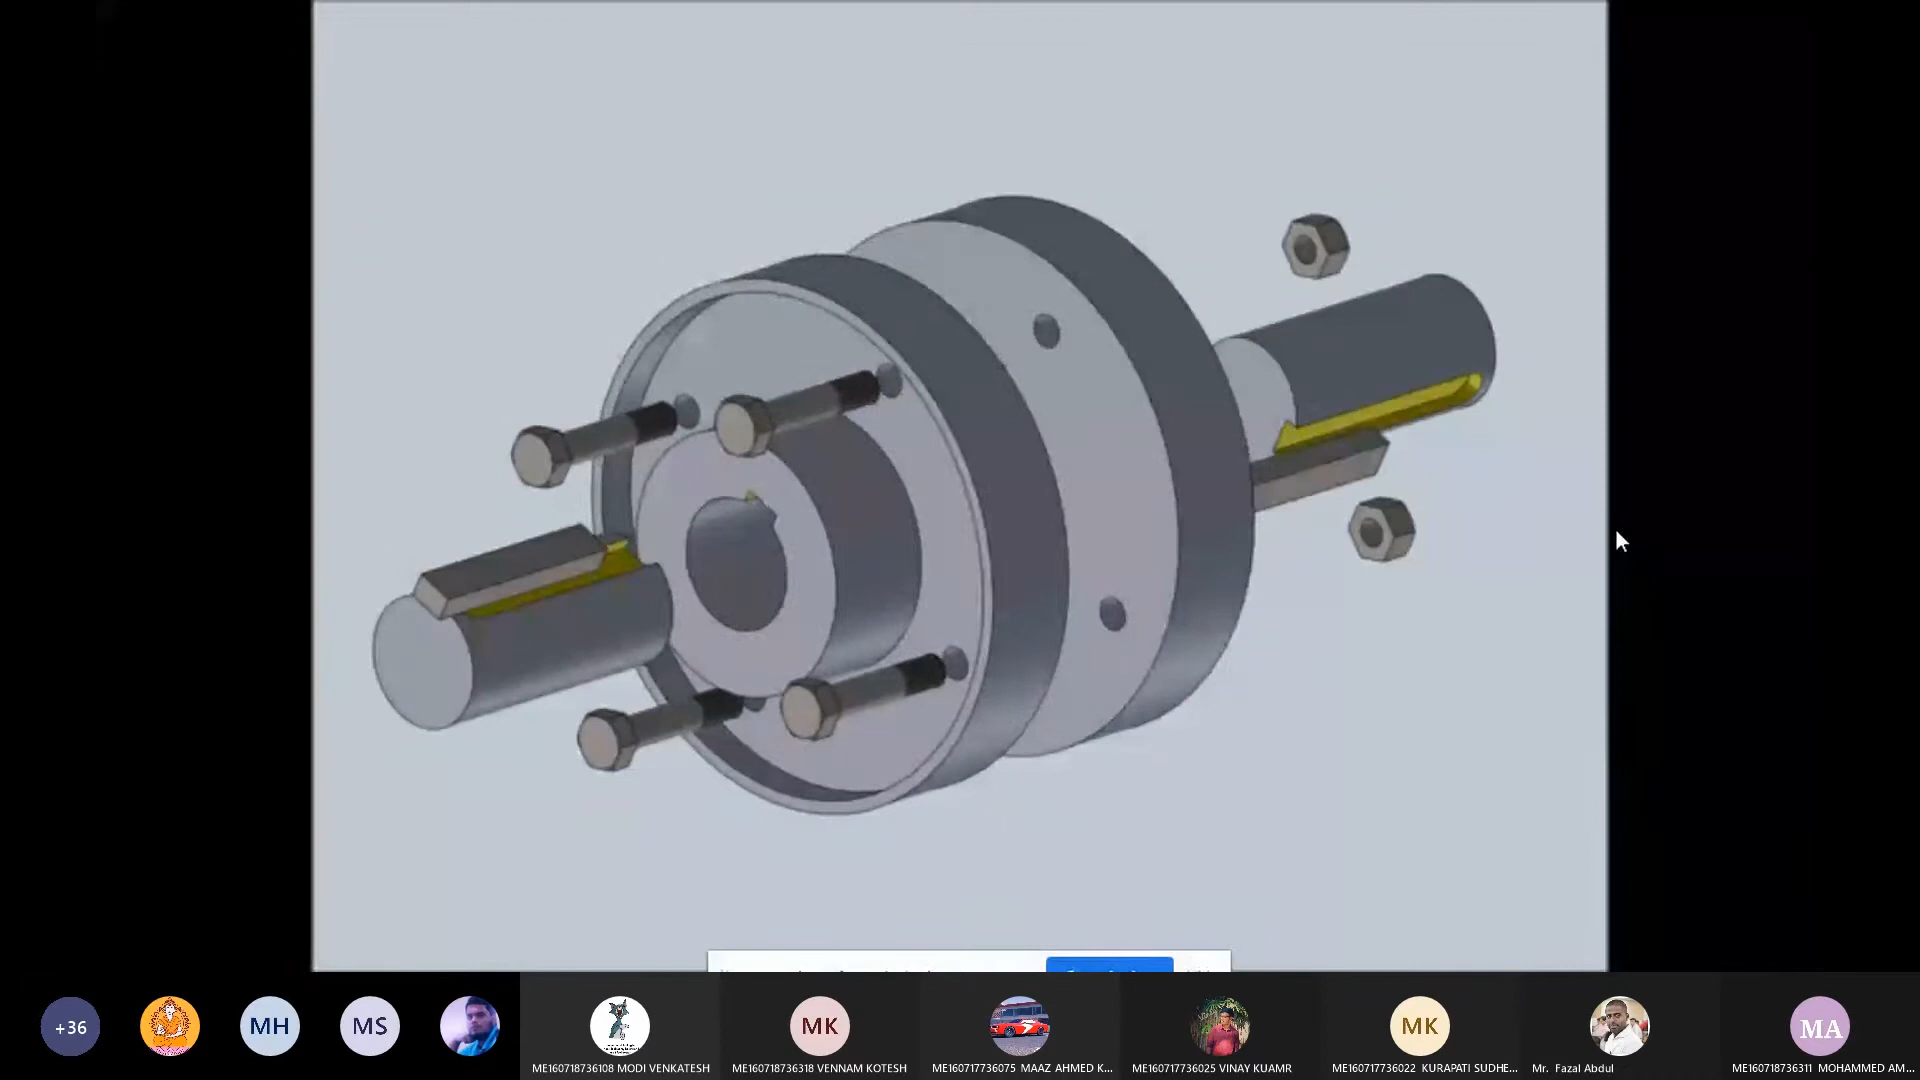 +36
MH
MS
MK
MK
MA
ME160718736108 MODI VENKATESH
ME160718736318 VENNAM KOTESH
ME160717736075 MAAZ AHMED K...
ME160717736025 VINAY KUAMR
ME160717736022 KURAPATI SUDHE...
Mr. Fazal Abdul
ME160718736311 MOHAMMED AM...